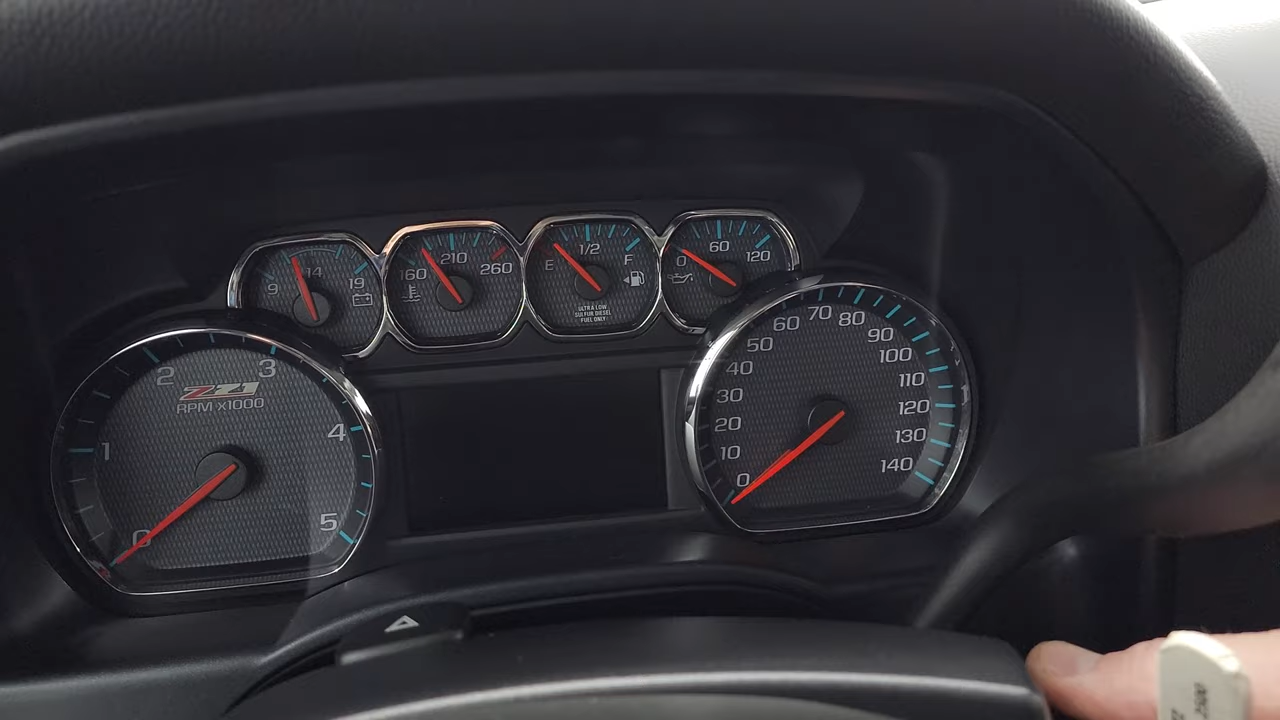 9 14 19
160 210 260
E 1/2 F
ULTRA LOW
SULFUR DIESEL
FUEL ONLY
0 60 120
0 1 2 3 4 5
Z71
RPM x1000
0 10 20 30 40 50 60 70 80 90 100 110 120 130 140